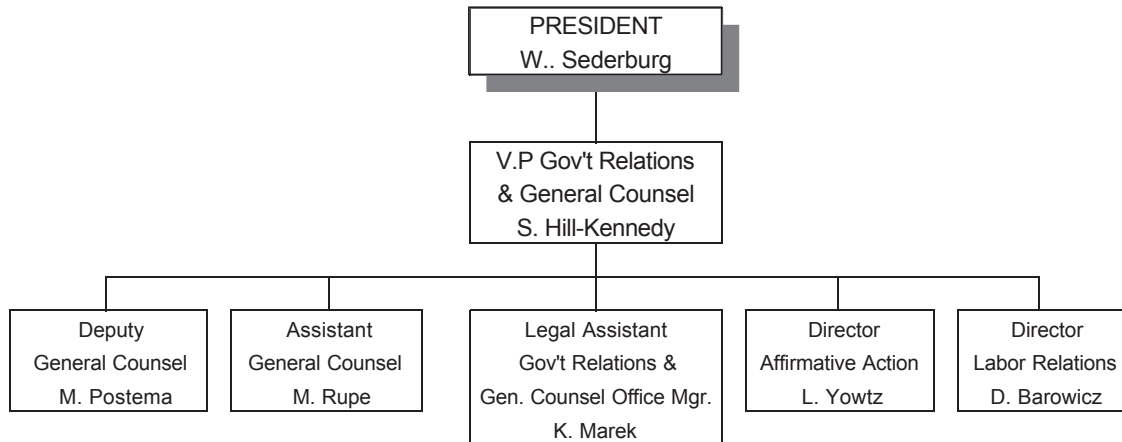 PRESIDENT
W.. Sederburg
V.P Gov't Relations
& General Counsel
S. Hill-Kennedy
Deputy
General Counsel
M. Postema
Assistant
General Counsel
M. Rupe
Legal Assistant
Gov't Relations &
Gen. Counsel Office Mgr.
K. Marek
Director
Affirmative Action
L. Yowtz
Director
Labor Relations
D. Barowicz